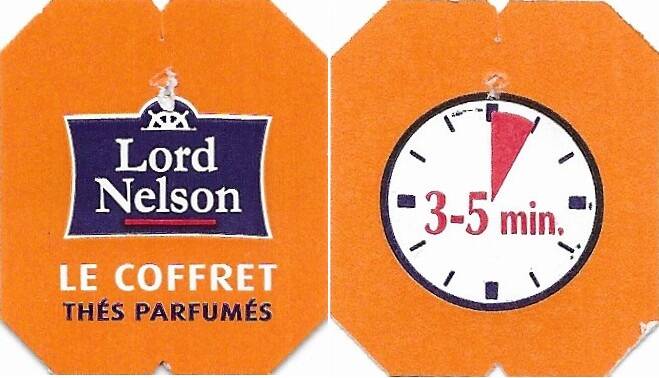 Lord
Nelson
LE COFFRET
THÉS PARFUMÉS
3-5 min.